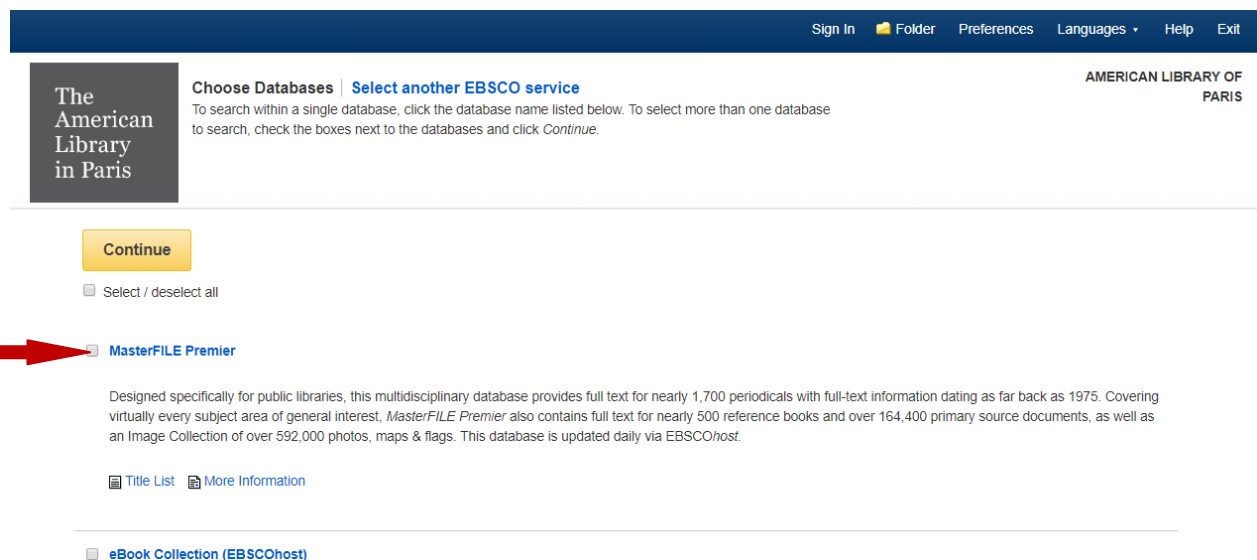 Sign In Folder Preferences Languages Help Exit
The
American
Library
in Paris
Choose Databases Select another EBSCO service
To search within a single database, click the database name listed below. To select more than one database
to search, check the boxes next to the databases and click Continue.
AMERICAN LIBRARY OF
PARIS
Continue
Select / deselect all
MasterFILE Premier
Designed specifically for public libraries, this multidisciplinary database provides full text for nearly 1,700 periodicals with full-text information dating as far back as 1975. Covering
virtually every subject area of general interest, MasterFILE Premier also contains full text for nearly 500 reference books and over 164,400 primary source documents, as well as
an Image Collection of over 592,000 photos, maps & flags. This database is updated daily via EBSCOhost.
Title List More Information
eBook Collection (EBSCOhost)